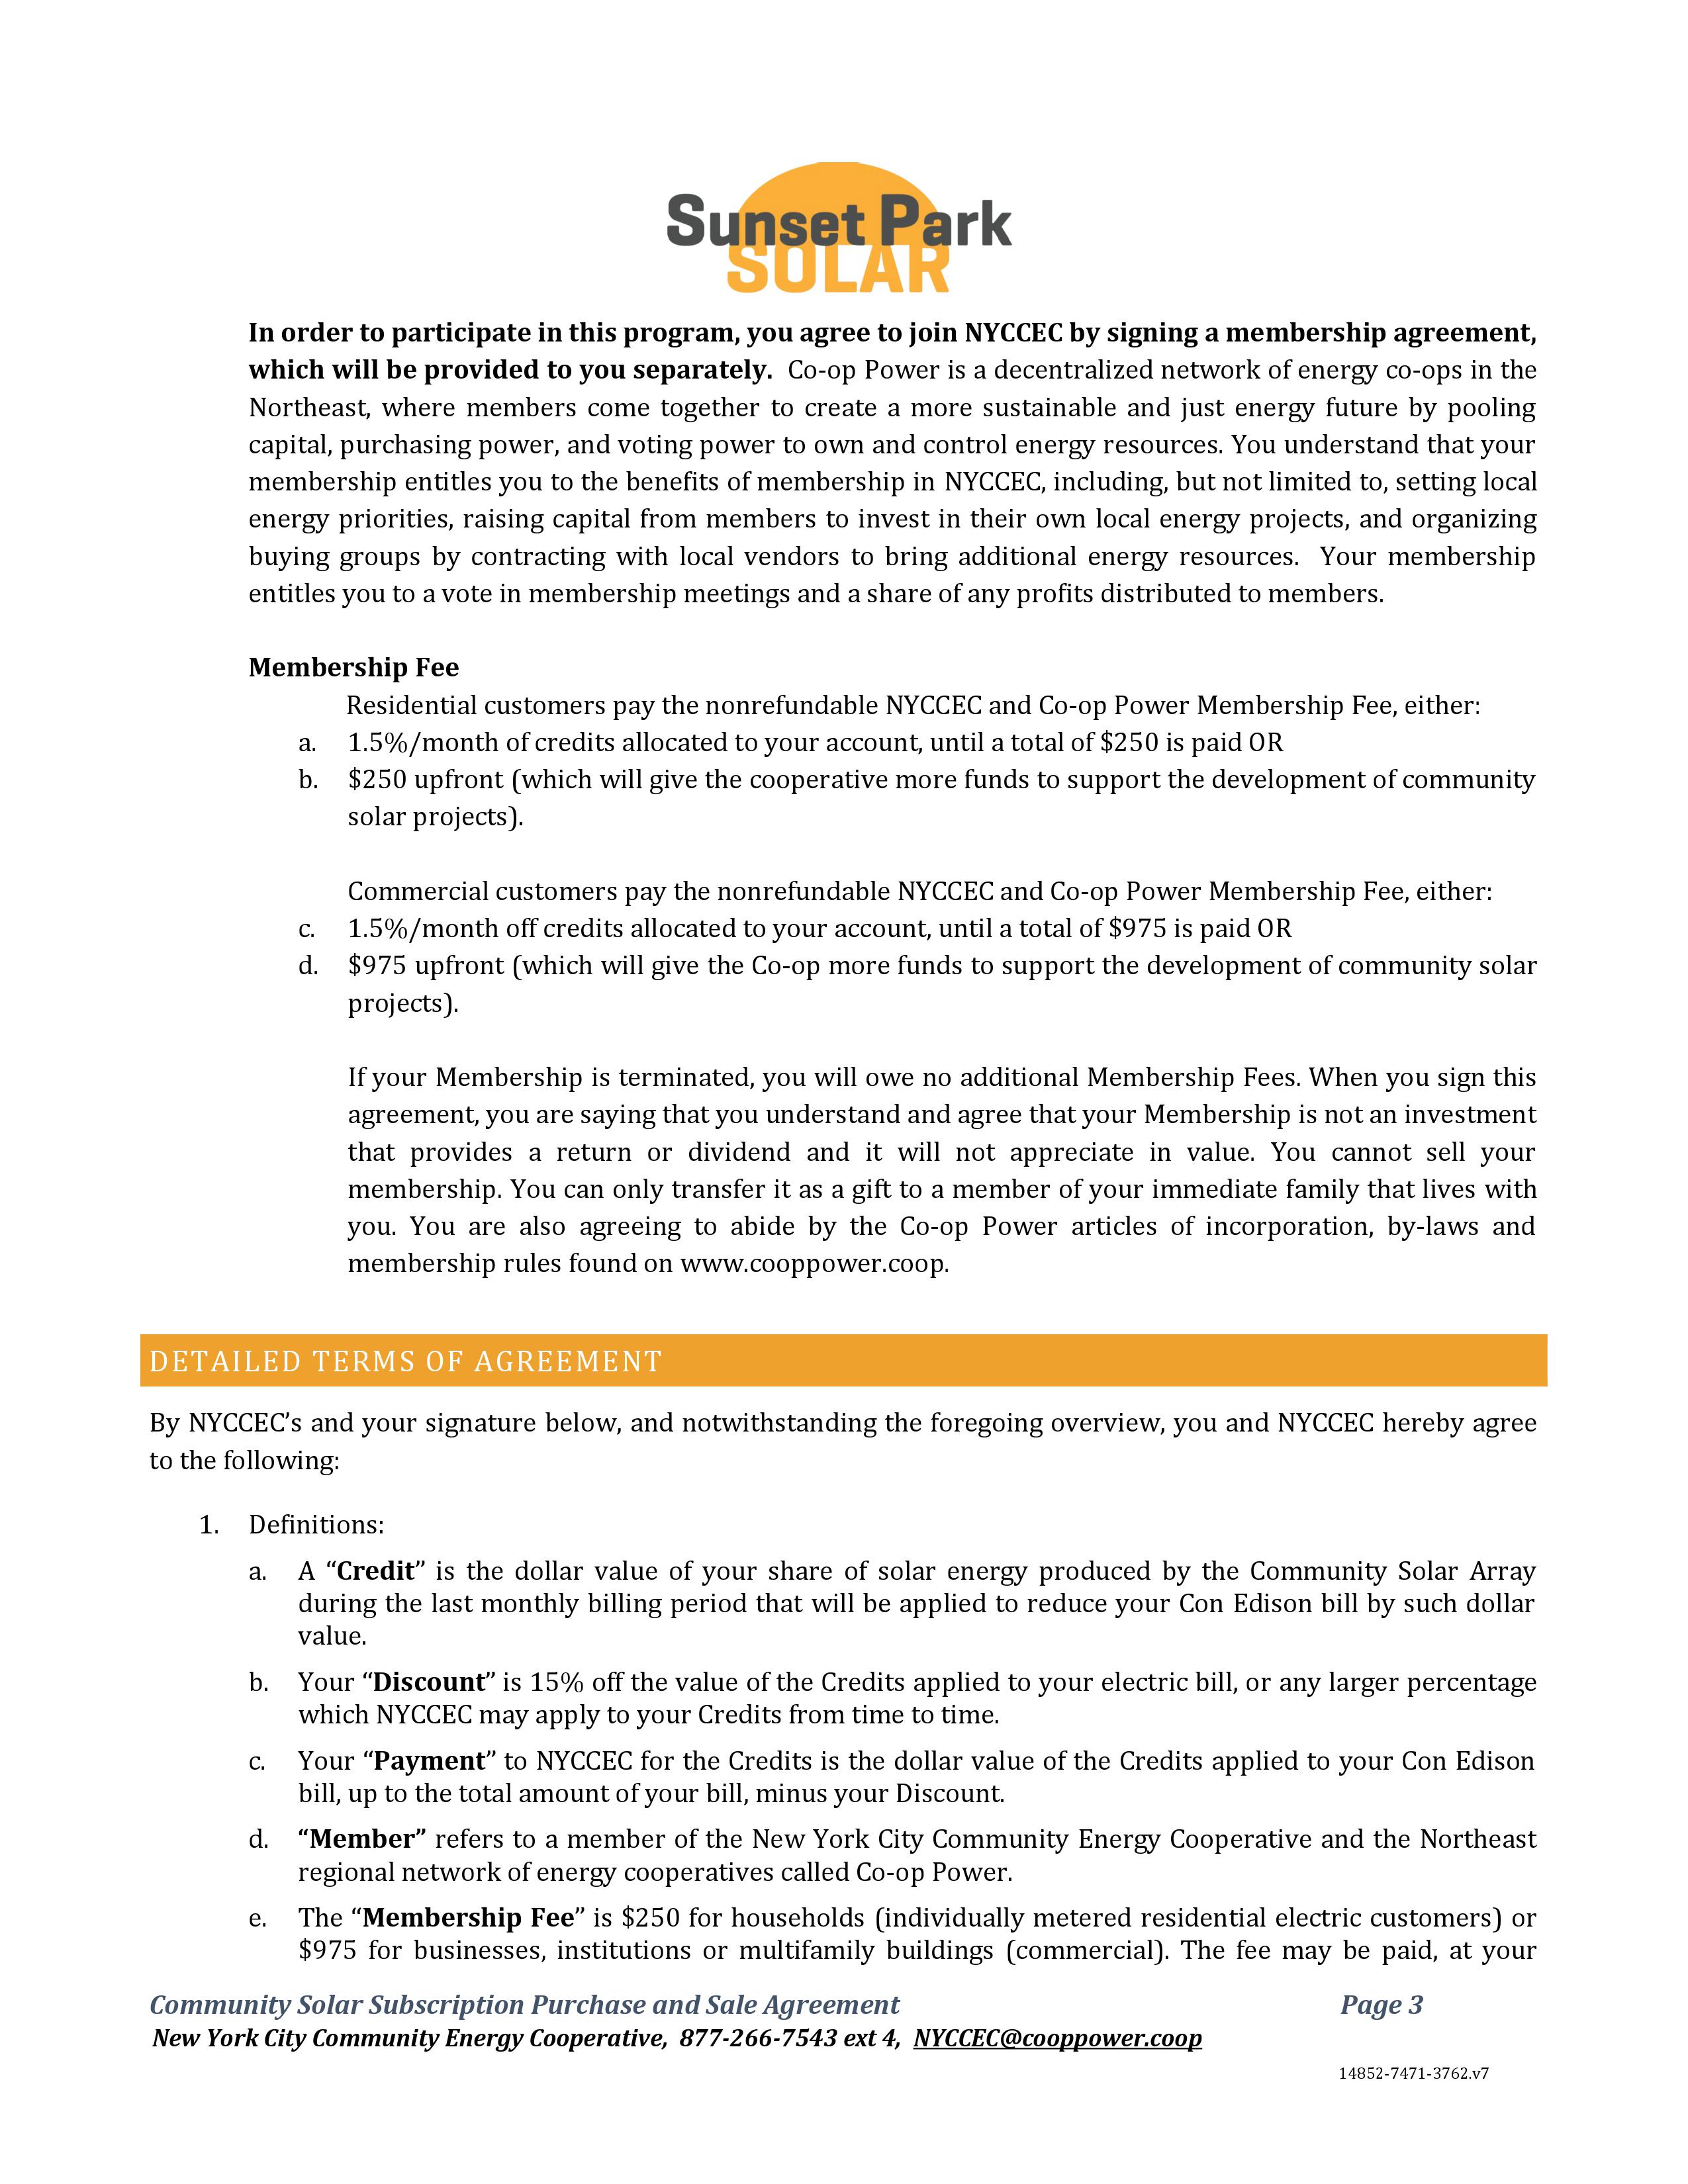 Sunset Park
SOLAR
In order to participate in this program, you agree to join NYCCEC by signing a membership agreement,
which will be provided to you separately.  Co-op Power is a decentralized network of energy co-ops in the
Northeast, where members come together to create a more sustainable and just energy future by pooling
capital, purchasing power, and voting power to own and control energy resources. You understand that your
membership entitles you to the benefits of membership in NYCCEC, including, but not limited to, setting local
energy priorities, raising capital from members to invest in their own local energy projects, and organizing
buying groups by contracting with local vendors to bring additional energy resources.  Your membership
entitles you to a vote in membership meetings and a share of any profits distributed to members.
Membership Fee
Residential customers pay the nonrefundable NYCCEC and Co-op Power Membership Fee, either:
a. 1.5%/month of credits allocated to your account, until a total of $250 is paid OR
b. $250 upfront (which will give the cooperative more funds to support the development of community
solar projects).
Commercial customers pay the nonrefundable NYCCEC and Co-op Power Membership Fee, either:
c. 1.5%/month off credits allocated to your account, until a total of $975 is paid OR
d. $975 upfront (which will give the Co-op more funds to support the development of community solar
projects).
If your Membership is terminated, you will owe no additional Membership Fees. When you sign this
agreement, you are saying that you understand and agree that your Membership is not an investment
that provides a return or dividend and it will not appreciate in value. You cannot sell your
membership. You can only transfer it as a gift to a member of your immediate family that lives with
you. You are also agreeing to abide by the Co-op Power articles of incorporation, by-laws and
membership rules found on www.cooppower.coop.
DETAILED TERMS OF AGREEMENT
By NYCCEC’s and your signature below, and notwithstanding the foregoing overview, you and NYCCEC hereby agree
to the following:
1. Definitions:
a. A “Credit” is the dollar value of your share of solar energy produced by the Community Solar Array
during the last monthly billing period that will be applied to reduce your Con Edison bill by such dollar
value.
b. Your “Discount” is 15% off the value of the Credits applied to your electric bill, or any larger percentage
which NYCCEC may apply to your Credits from time to time.
c. Your “Payment” to NYCCEC for the Credits is the dollar value of the Credits applied to your Con Edison
bill, up to the total amount of your bill, minus your Discount.
d. “Member” refers to a member of the New York City Community Energy Cooperative and the Northeast
regional network of energy cooperatives called Co-op Power.
e. The “Membership Fee” is $250 for households (individually metered residential electric customers) or
$975 for businesses, institutions or multifamily buildings (commercial). The fee may be paid, at your
Community Solar Subscription Purchase and Sale Agreement Page 3
New York City Community Energy Cooperative,  877-266-7543 ext 4,  NYCCEC@cooppower.coop
14852-7471-3762.v7